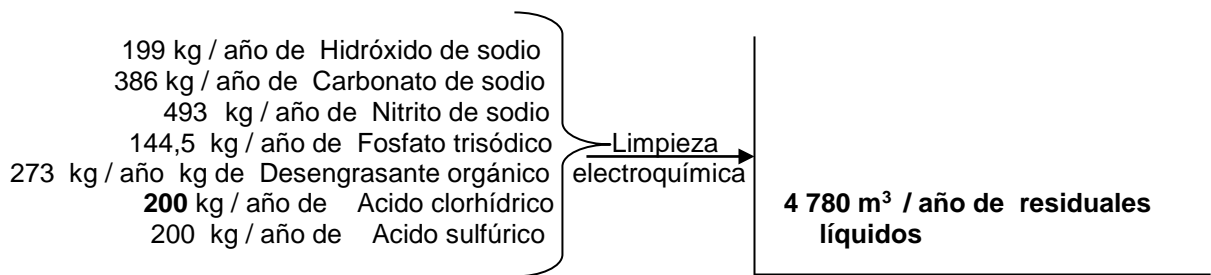 199 kg / año de Hidróxido de sodio
386 kg / año de Carbonato de sodio
493 kg / año de Nitrito de sodio
144,5 kg / año de Fosfato trisódico
273 kg / año kg de Desengrasante orgánico
200 kg / año de Acido clorhídrico
200 kg / año de Acido sulfúrico
Limpieza
electroquímica
4 780 m³ / año de residuales
líquidos